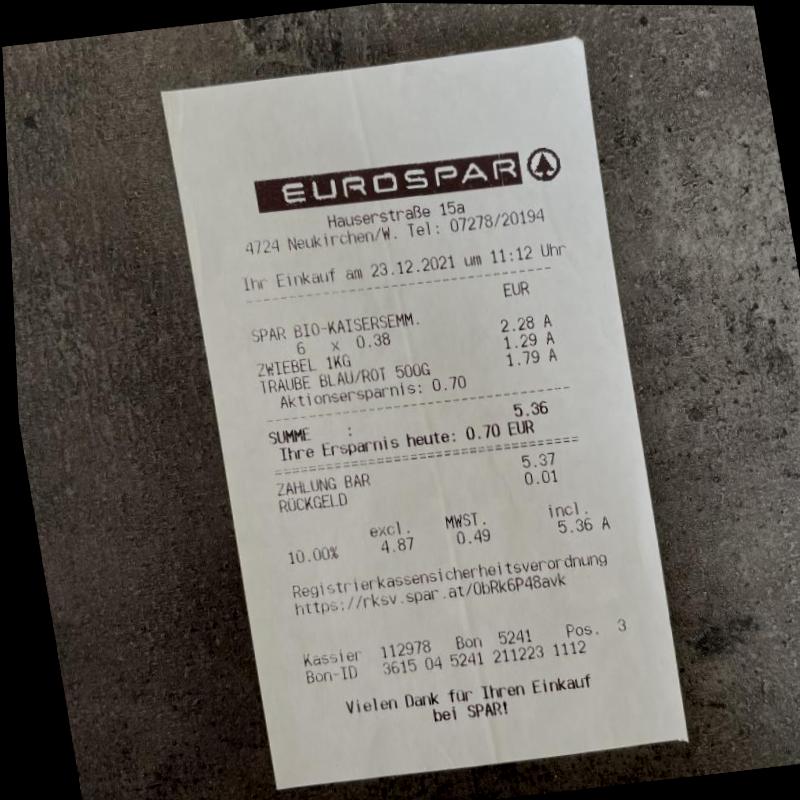 EUROSPAR
Hauserstraße 15a
4724 Neukirchen/W. Tel: 07278/20194
Ihr Einkauf am 23.12.2021 um 11:12 Uhr
EUR
SPAR BIO-KAISERSEMM. 2.28 A
6 x 0.38
ZWIEBEL 1KG 1.29 A
TRAUBE BLAU/ROT 500G 1.79 A
Aktionsersparnis: 0.70
SUMME : 5.36
Ihre Ersparnis heute: 0.70 EUR
ZAHLUNG BAR 5.37
RÜCKGELD 0.01
excl. MWST. incl.
10.00% 4.87 0.49 5.36 A
Registrierkassensicherheitsverordnung
https://rksv.spar.at/0bRk6P48avk
Kassier 112978 Bon 5241 Pos. 3
Bon-ID 3615 04 5241 211223 1112
Vielen Dank für Ihren Einkauf
bei SPAR!